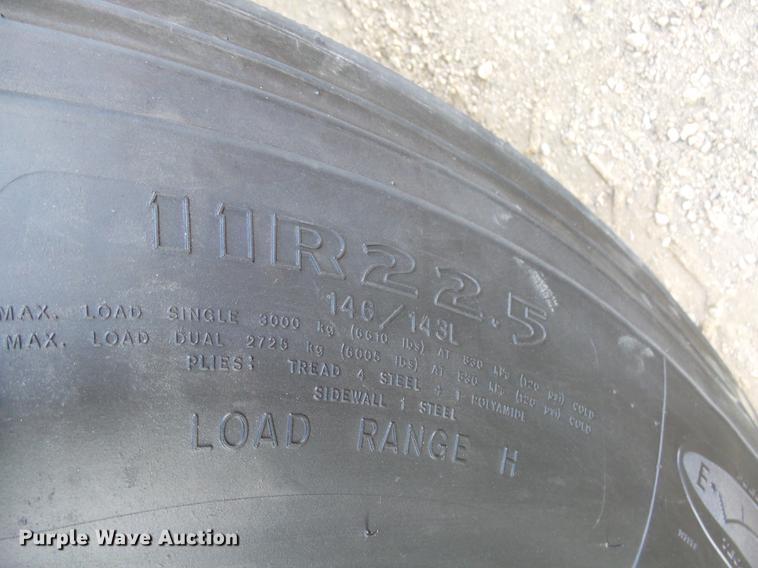 11R22.5
146/143L
MAX. LOAD SINGLE 3000 kg (6610 lbs) AT 830 kPa (120 psi) COLD
MAX. LOAD DUAL 2725 kg (6005 lbs) AT 830 kPa (120 psi) COLD
PLIES: TREAD 4 STEEL + 1 POLYAMIDE
SIDEWALL 1 STEEL
LOAD RANGE H
E
Purple Wave Auction